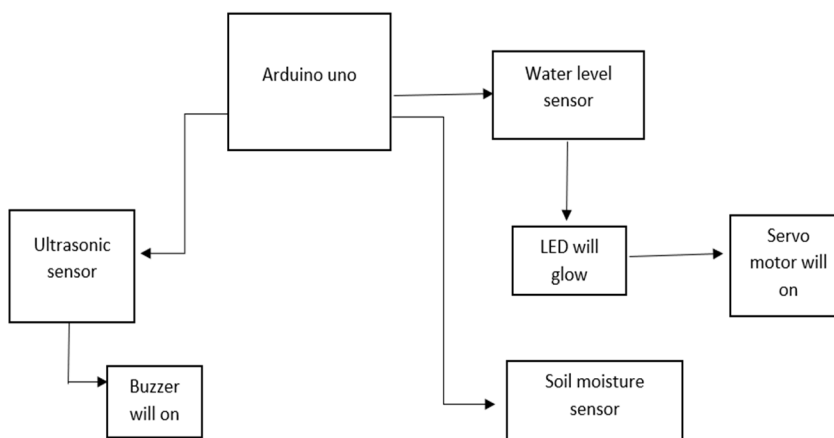 Arduino uno
Water level
sensor
Ultrasonic
sensor
LED will
glow
Servo
motor will
on
Buzzer
will on
Soil moisture
sensor